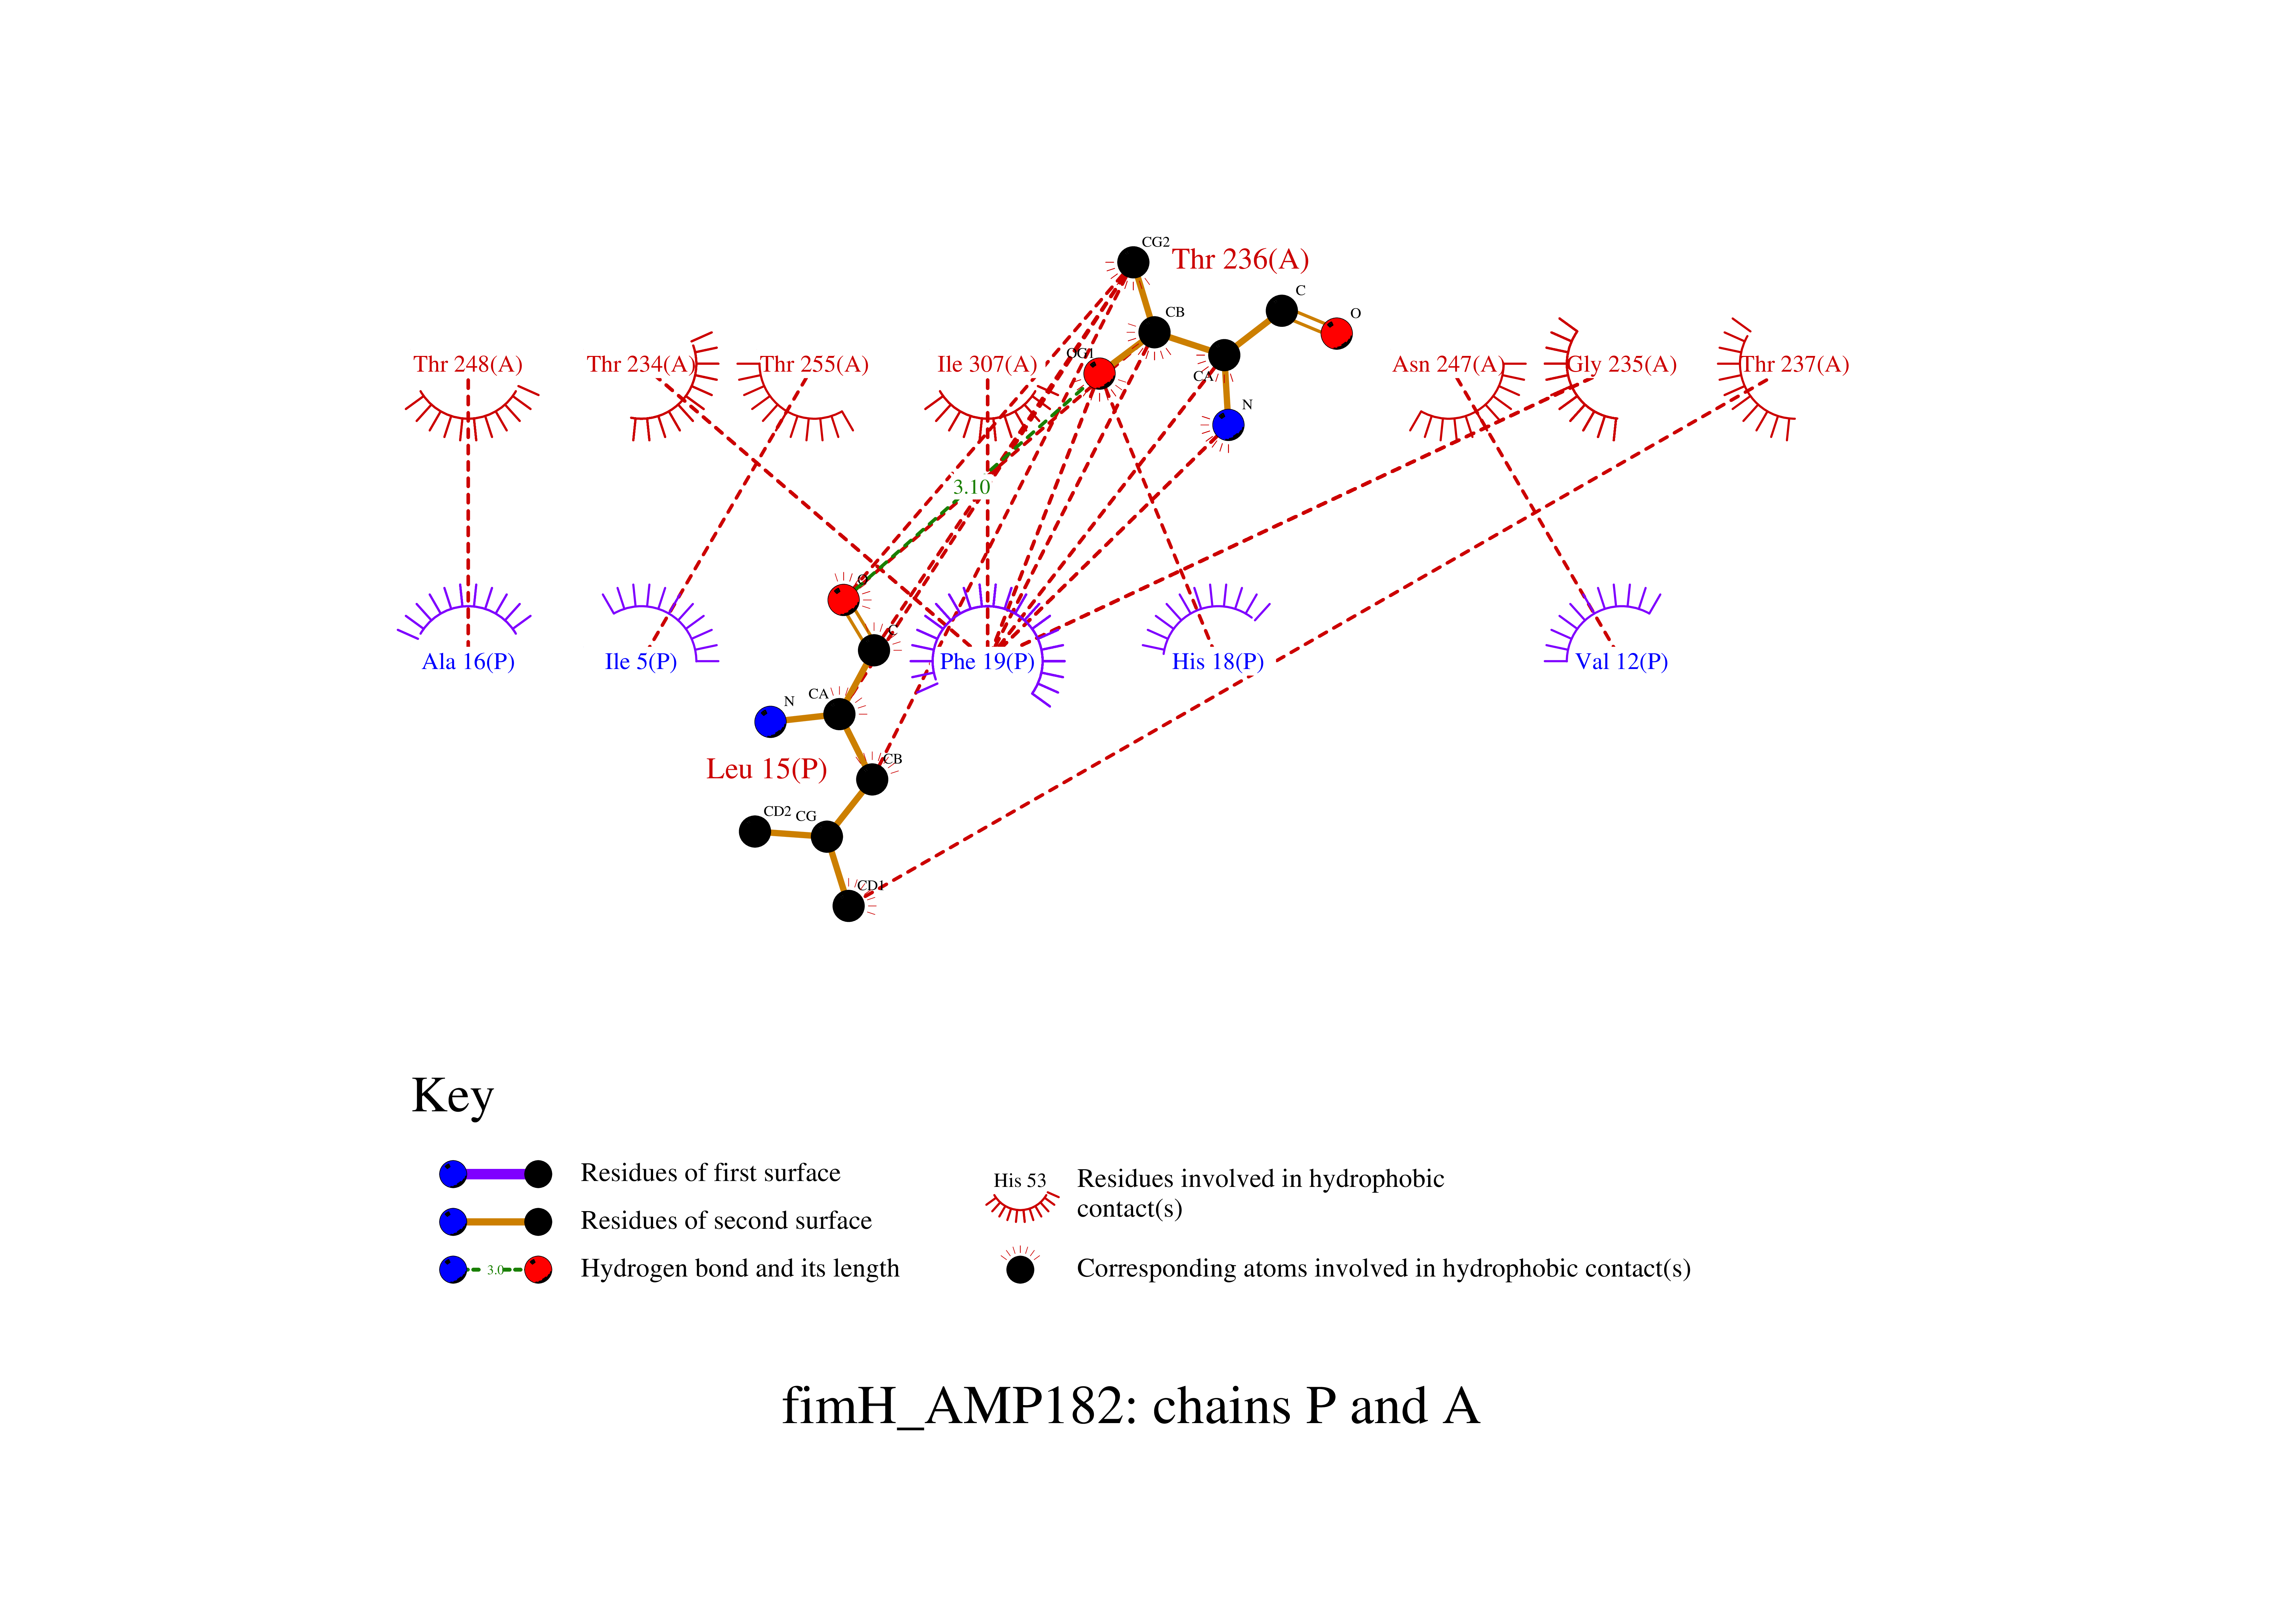 CG2
Thr 236(A)
C
O
CB
OG1
CA
N
Thr 248(A)
Thr 234(A)
Thr 255(A)
Ile 307(A)
Asn 247(A)
Gly 235(A)
Thr 237(A)
3.10
O
C
Ala 16(P)
Ile 5(P)
Phe 19(P)
His 18(P)
Val 12(P)
CA
N
CB
Leu 15(P)
CD2
CG
CD1
Key
Residues of first surface
Residues of second surface
3.0
Hydrogen bond and its length
His 53
Residues involved in hydrophobic
contact(s)
Corresponding atoms involved in hydrophobic contact(s)
fimH_AMP182: chains P and A